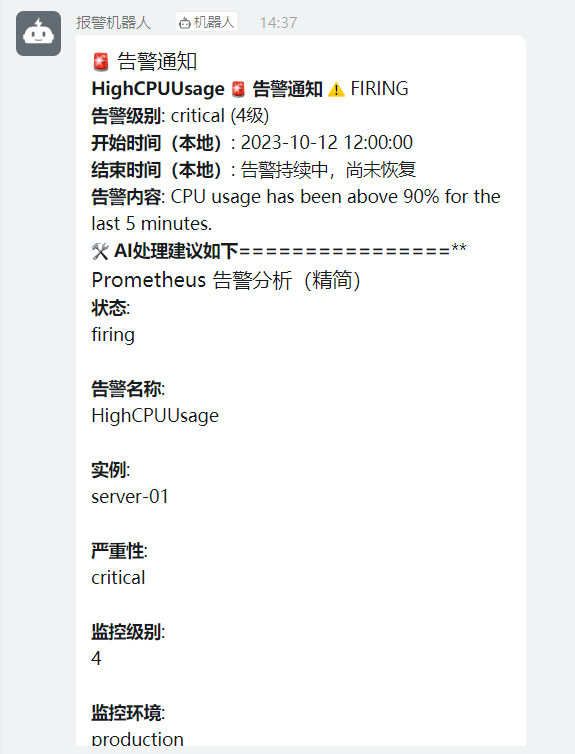 报警机器人 机器人 14:37
🚨 告警通知
HighCPUUsage 🚨 告警通知 ⚠️ FIRING
告警级别: critical (4级)
开始时间（本地）: 2023-10-12 12:00:00
结束时间（本地）: 告警持续中，尚未恢复
告警内容: CPU usage has been above 90% for the
last 5 minutes.
🛠️ AI处理建议如下================**
Prometheus 告警分析（精简）
状态:
firing
告警名称:
HighCPUUsage
实例:
server-01
严重性:
critical
监控级别:
4
监控环境:
production